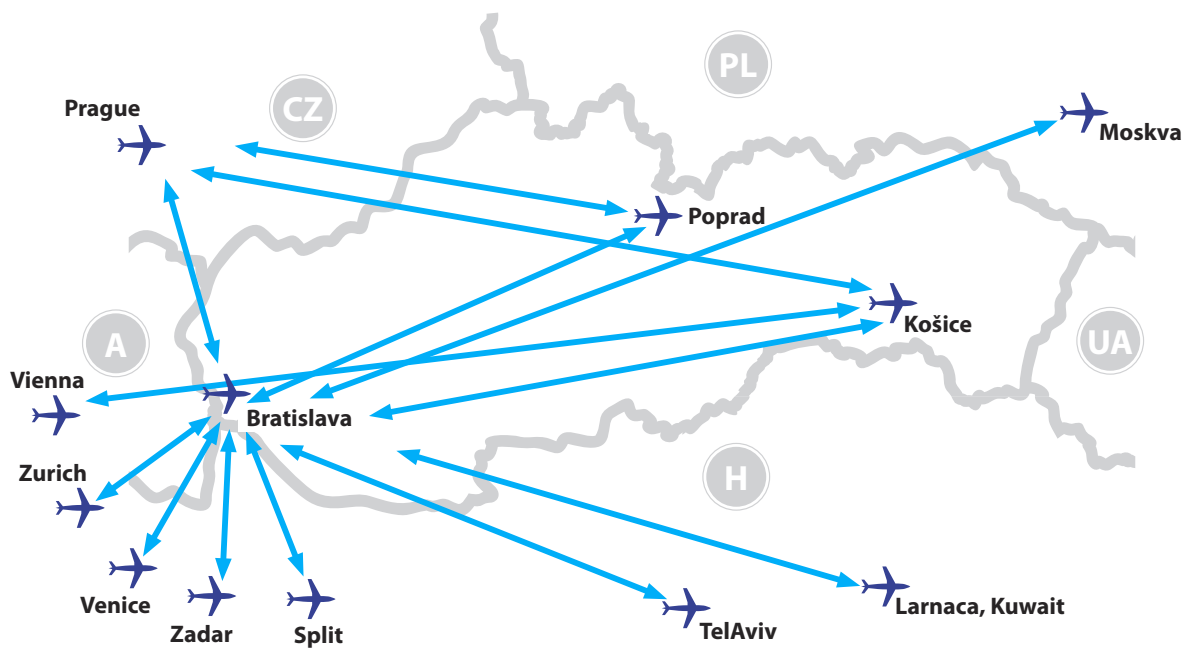 PL
CZ
Prague
Moskva
Poprad
Košice
A
UA
Vienna
Bratislava
Zurich
H
Venice
Zadar
Split
TelAviv
Larnaca, Kuwait